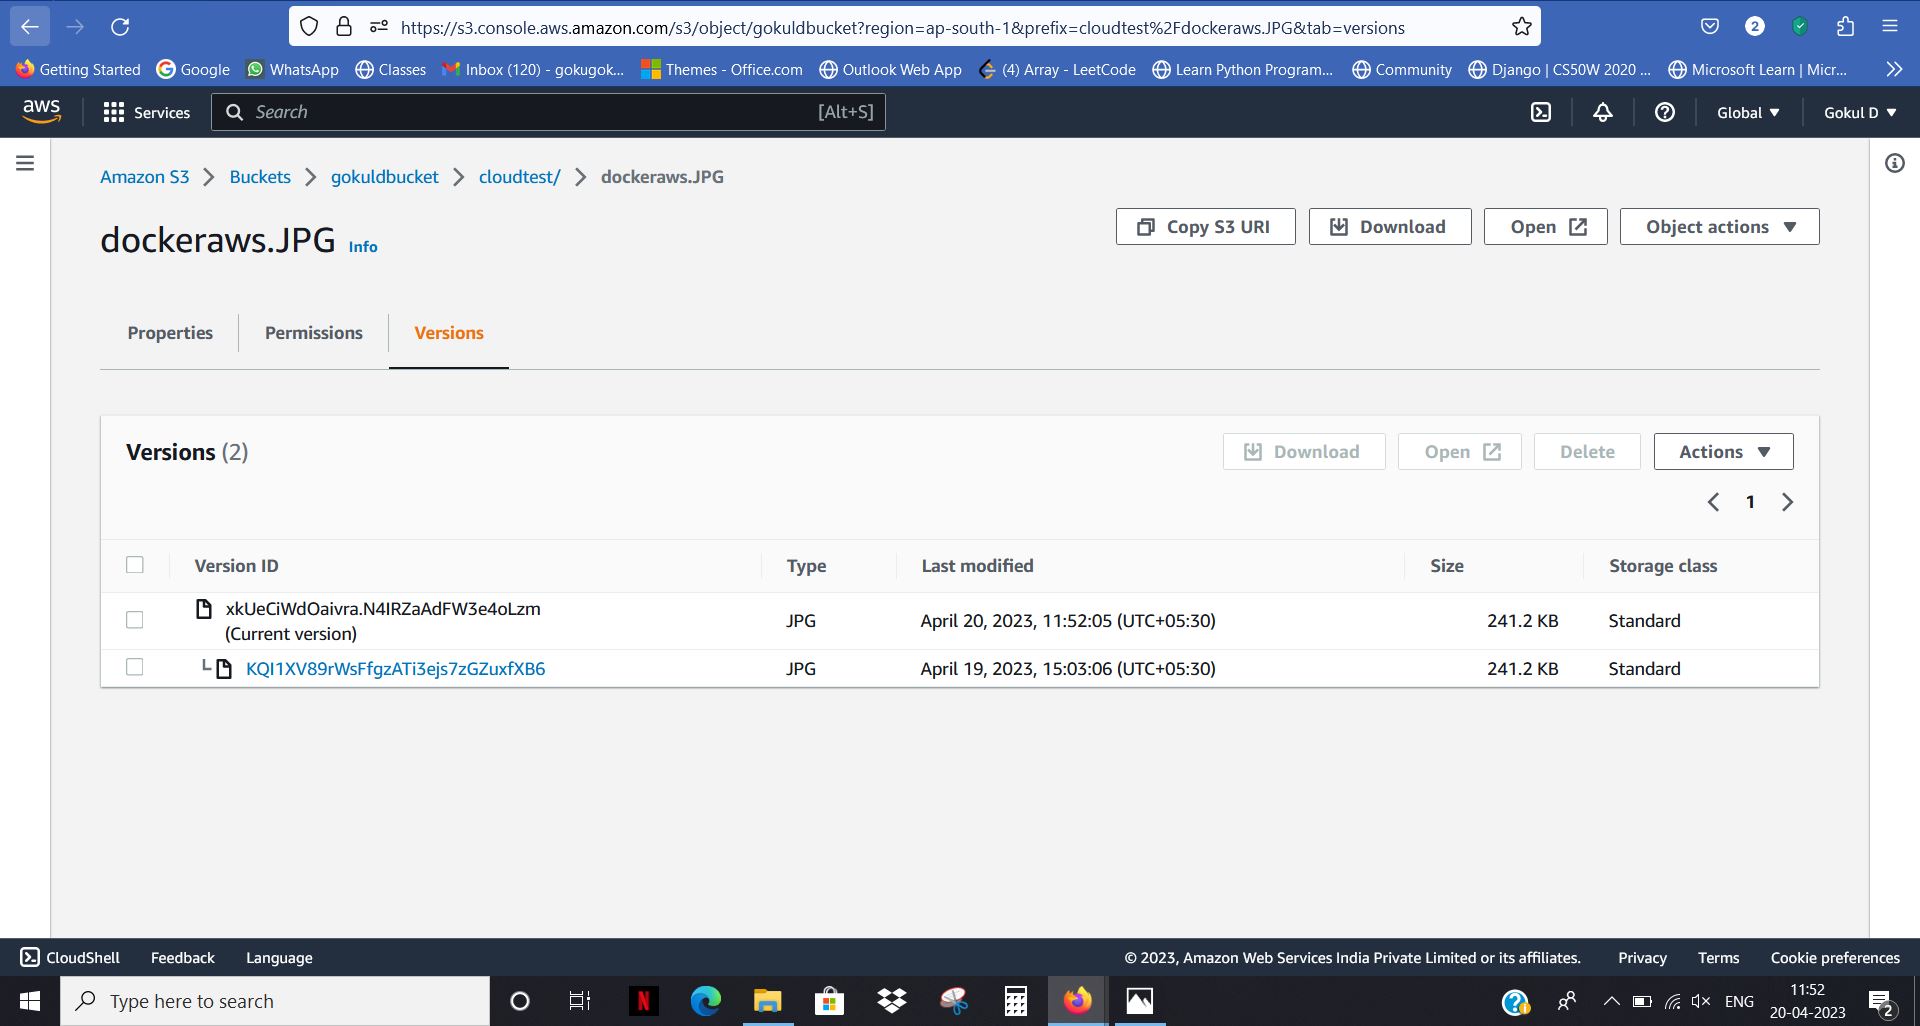 https://s3.console.aws.amazon.com/s3/object/gokuldbucket?region=ap-south-1&prefix=cloudtest%2Fdockeraws.JPG&tab=versions
2
Getting Started Google WhatsApp Classes Inbox (120) - gokugok... Themes - Office.com Outlook Web App (4) Array - LeetCode Learn Python Program... Community Django | CS50W 2020 ... Microsoft Learn | Micr...
aws Services Search [Alt+S] Global Gokul D
Amazon S3 Buckets gokuldbucket cloudtest/ dockeraws.JPG
dockeraws.JPG Info Copy S3 URI Download Open Object actions
Properties Permissions Versions
Versions (2) Download Open Delete Actions
1
Version ID Type Last modified Size Storage class
xkUeCiWdOaivra.N4IRZaAdFW3e4oLzm
(Current version) JPG April 20, 2023, 11:52:05 (UTC+05:30) 241.2 KB Standard
KQI1XV89rWsFfgzATi3ejs7zGZuxfXB6 JPG April 19, 2023, 15:03:06 (UTC+05:30) 241.2 KB Standard
CloudShell Feedback Language © 2023, Amazon Web Services India Private Limited or its affiliates. Privacy Terms Cookie preferences
Type here to search N ENG 11:52
20-04-2023 2